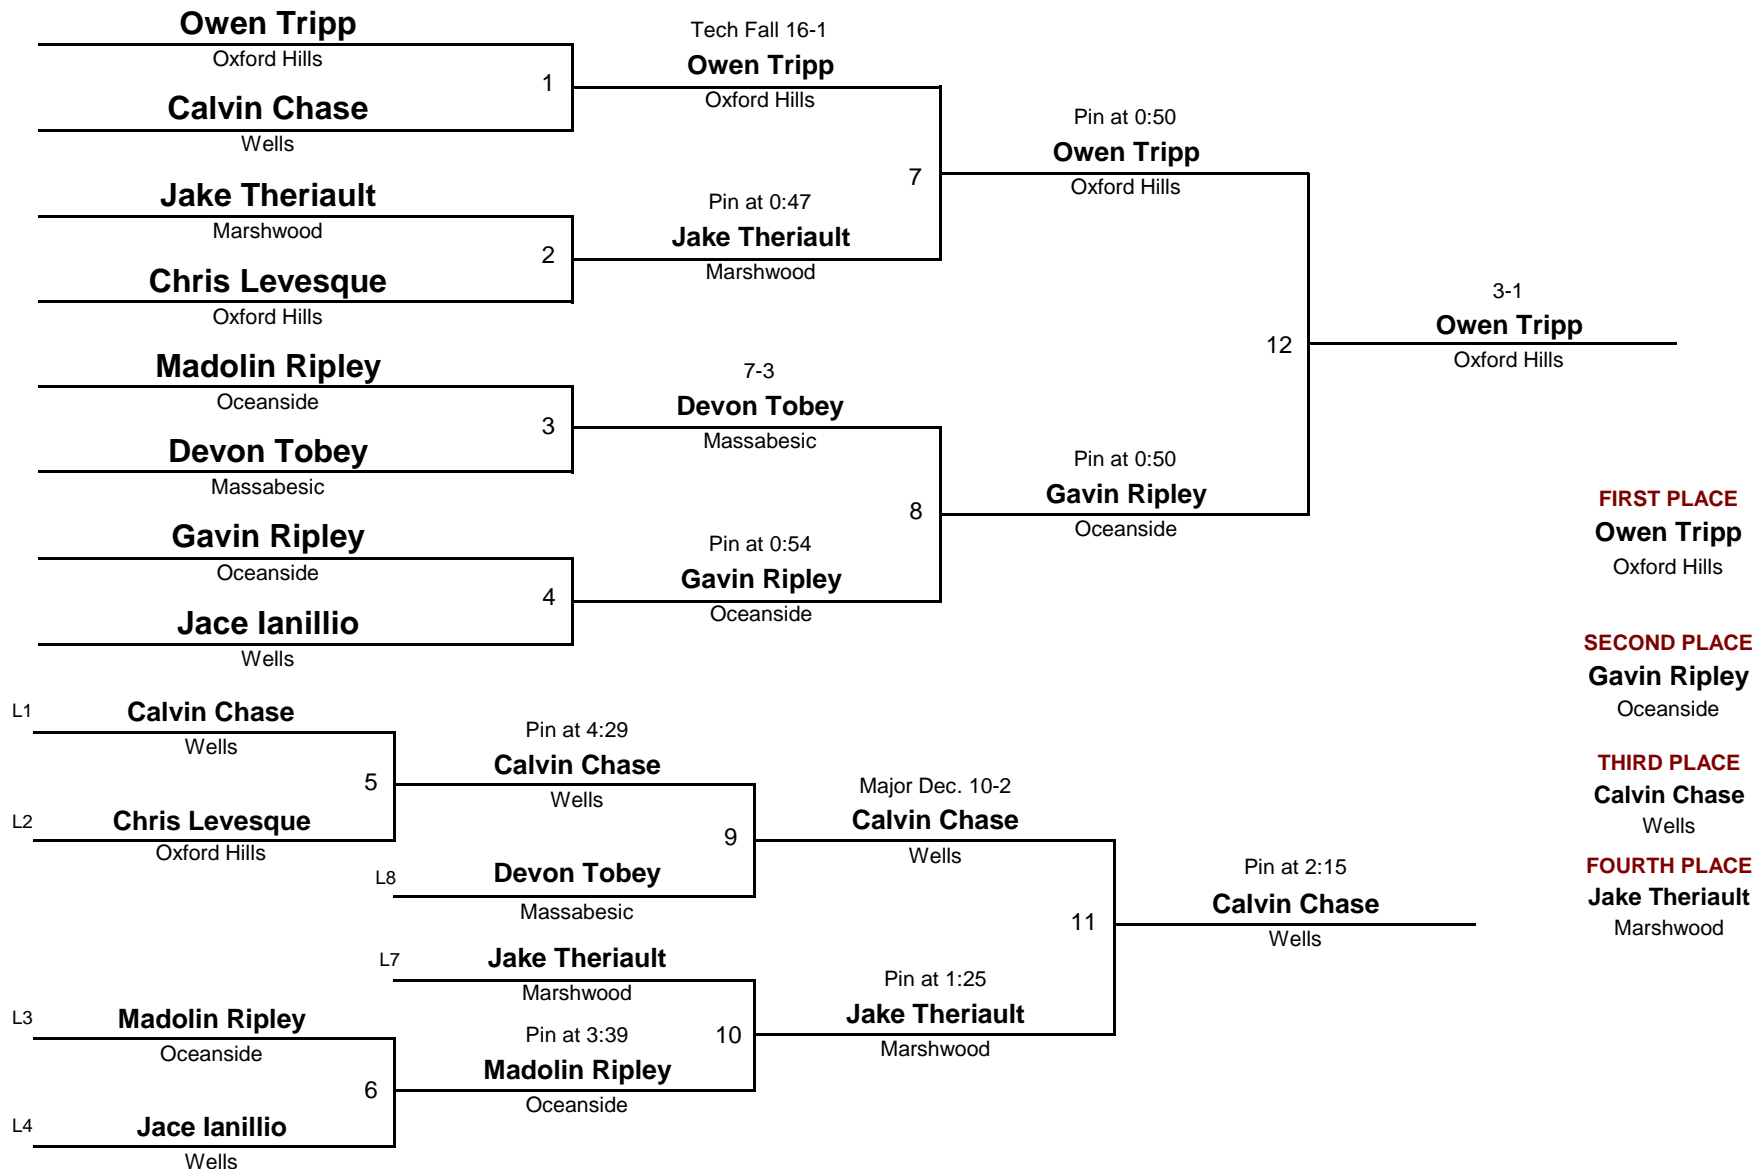 Owen Tripp
Oxford Hills
1
Calvin Chase
Wells
Jake Theriault
Marshwood
2
Chris Levesque
Oxford Hills
Madolin Ripley
Oceanside
3
Devon Tobey
Massabesic
Gavin Ripley
Oceanside
4
Jace Ianillio
Wells
Tech Fall 16-1
Owen Tripp
Oxford Hills
7
Pin at 0:47
Jake Theriault
Marshwood
7-3
Devon Tobey
Massabesic
8
Pin at 0:54
Gavin Ripley
Oceanside
Pin at 0:50
Owen Tripp
Oxford Hills
12
Pin at 0:50
Gavin Ripley
Oceanside
3-1
Owen Tripp
Oxford Hills
FIRST PLACE
Owen Tripp
Oxford Hills
SECOND PLACE
Gavin Ripley
Oceanside
THIRD PLACE
Calvin Chase
Wells
FOURTH PLACE
Jake Theriault
Marshwood
L1
Calvin Chase
Wells
5
L2
Chris Levesque
Oxford Hills
L3
Madolin Ripley
Oceanside
6
L4
Jace Ianillio
Wells
Pin at 4:29
Calvin Chase
Wells
9
L8
Devon Tobey
Massabesic
L7
Jake Theriault
Marshwood
10
Pin at 3:39
Madolin Ripley
Oceanside
Major Dec. 10-2
Calvin Chase
Wells
11
Pin at 1:25
Jake Theriault
Marshwood
Pin at 2:15
Calvin Chase
Wells